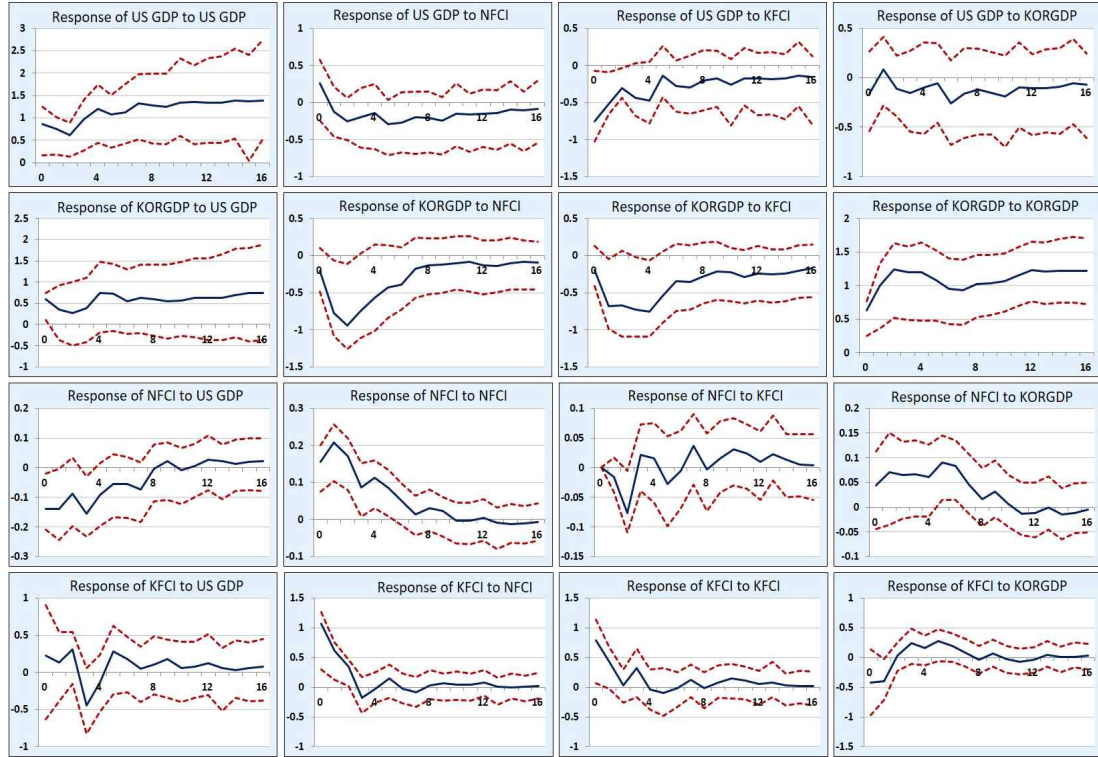 Response of US GDP to US GDP
3
2.5
2
1.5
1
0.5
0
0 4 8 12 16
Response of US GDP to NFCI
1
0.5
0
-0.5
-1
0 4 8 12 16
Response of US GDP to KFCI
0.5
0
-0.5
-1
-1.5
0 4 8 12 16
Response of US GDP to KORGDP
0.5
0
-0.5
-1
0 4 8 12 16
Response of KORGDP to US GDP
2.5
2
1.5
1
0.5
0
-0.5
-1
0 4 8 12 16
Response of KORGDP to NFCI
0.5
0
-0.5
-1
-1.5
0 4 8 12 16
Response of KORGDP to KFCI
0.5
0
-0.5
-1
-1.5
0 4 8 12 16
Response of KORGDP to KORGDP
2
1.5
1
0.5
0
0 4 8 12 16
Response of NFCI to US GDP
0.2
0.1
0
-0.1
-0.2
-0.3
0 4 8 12 16
Response of NFCI to NFCI
0.3
0.2
0.1
0
0.1
0 4 8 12 16
Response of NFCI to KFCI
0.1
0.05
0
-0.05
0.1
0.15
0 4 8 12 16
Response of NFCI to KORGDP
0.2
0.15
0.1
0.05
0
-0.05
0.1
0 4 8 12 16
Response of KFCI to US GDP
1
0.5
0
-0.5
-1
0 4 8 12 16
Response of KFCI to NFCI
1.5
1
0.5
0
-0.5
-1
0 4 8 12 16
Response of KFCI to KFCI
1.5
1
0.5
0
-0.5
-1
0 4 8 12 16
Response of KFCI to KORGDP
1
0.5
0
-0.5
-1
-1.5
0 4 8 12 16